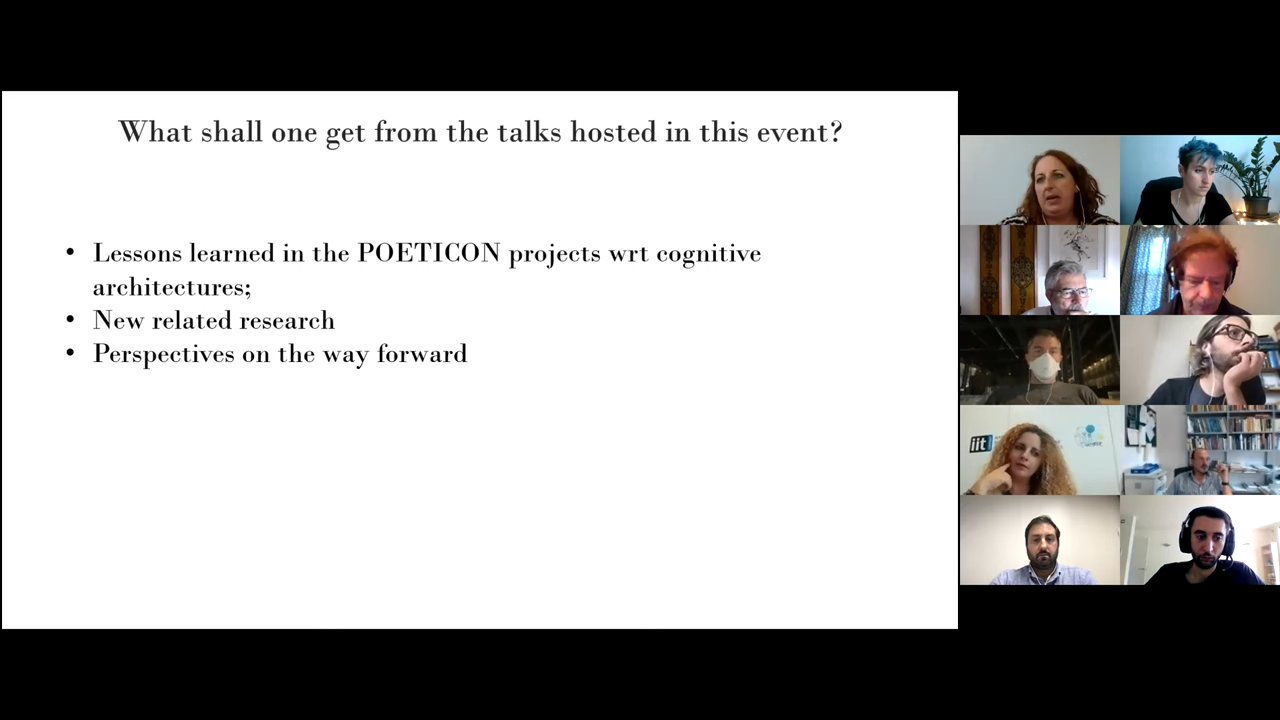 What shall one get from the talks hosted in this event?
• Lessons learned in the POETICON projects wrt cognitive
architectures;
• New related research
• Perspectives on the way forward
iit